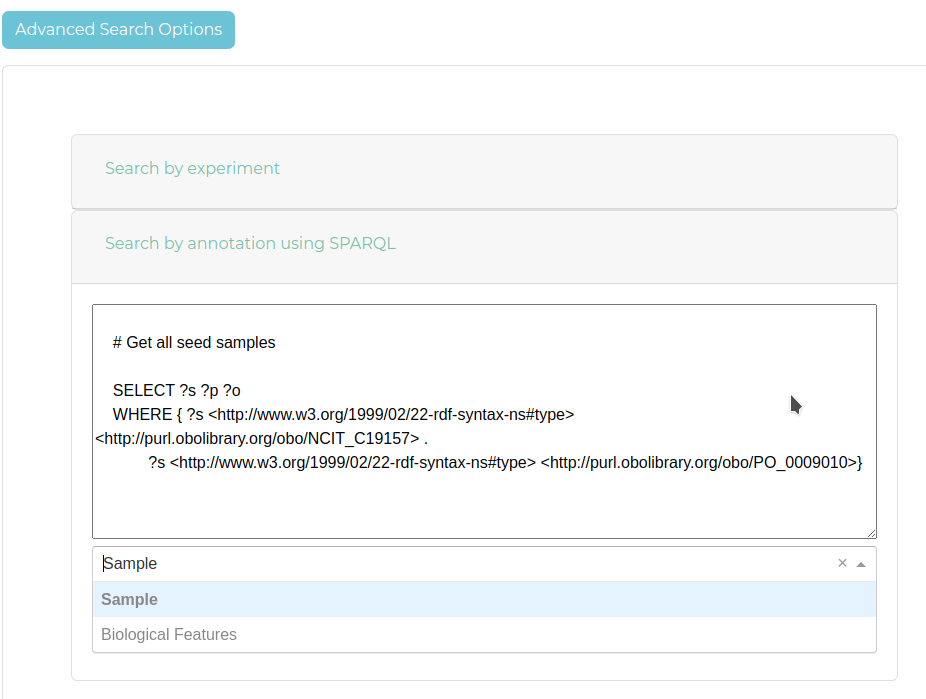 Advanced Search Options
Search by experiment
Search by annotation using SPARQL
# Get all seed samples
SELECT ?s ?p ?o
WHERE { ?s <http://www.w3.org/1999/02/22-rdf-syntax-ns#type>
<http://purl.obolibrary.org/obo/NCIT_C19157> .
?s <http://www.w3.org/1999/02/22-rdf-syntax-ns#type> <http://purl.obolibrary.org/obo/PO_0009010>}
Sample
Sample
Biological Features